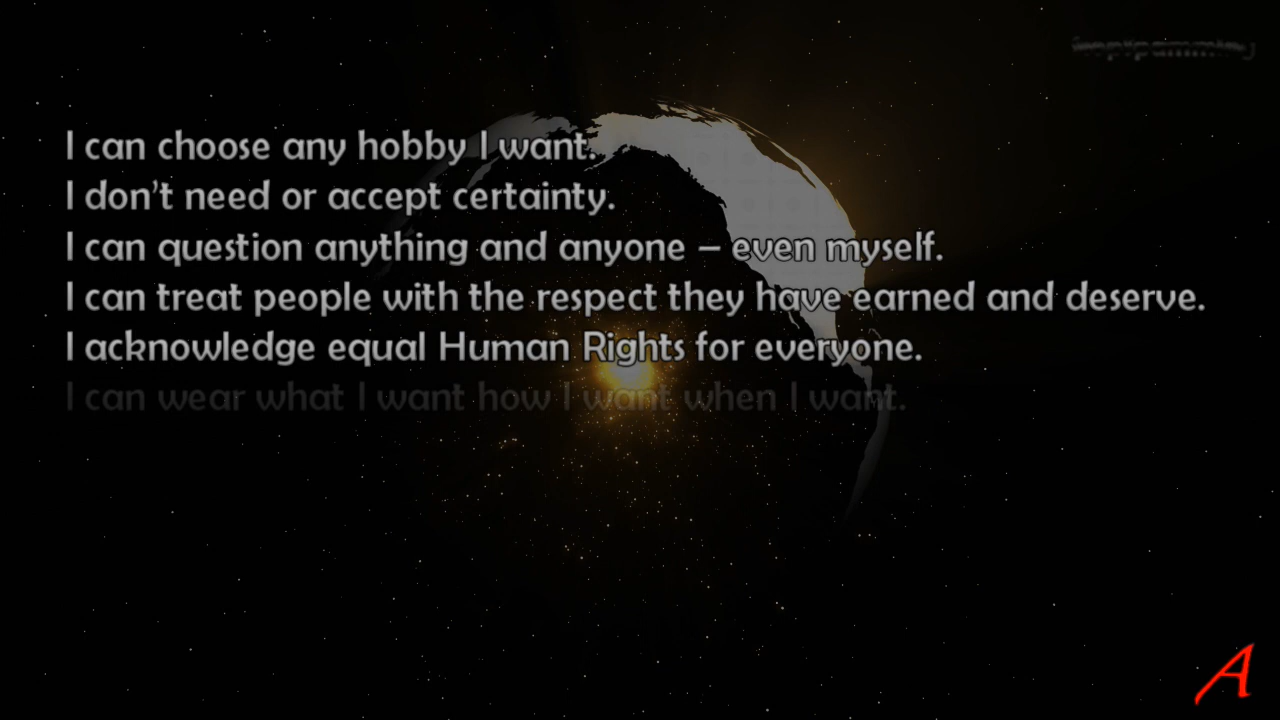 I can choose any hobby I want.
I don’t need or accept certainty.
I can question anything and anyone – even myself.
I can treat people with the respect they have earned and deserve.
I acknowledge equal Human Rights for everyone.
I can wear what I want how I want when I want.
A